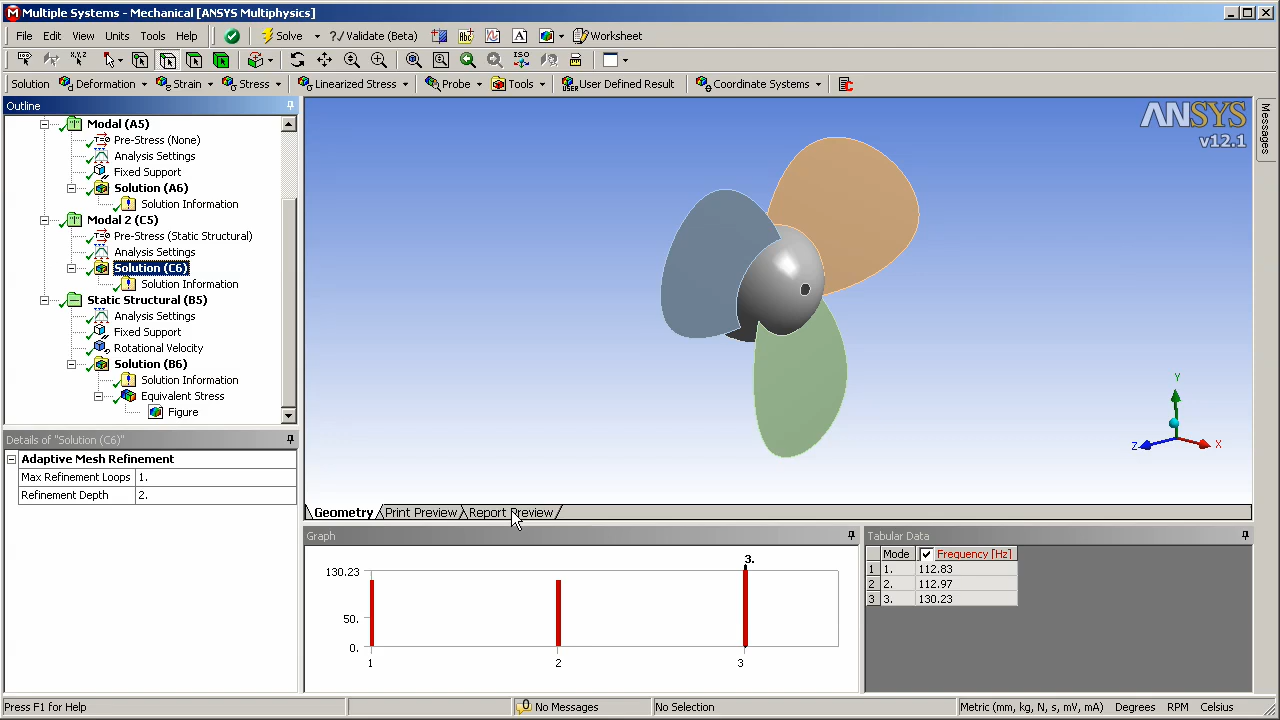 Multiple Systems - Mechanical [ANSYS Multiphysics]
File Edit View Units Tools Help Solve ?/ Validate (Beta) A Worksheet
ISO
Solution Deformation Strain Stress Linearized Stress Probe Tools USER User Defined Result Coordinate Systems
Outline
Modal (A5)
Pre-Stress (None)
Analysis Settings
Fixed Support
Solution (A6)
Solution Information
Modal 2 (C5)
Pre-Stress (Static Structural)
Analysis Settings
Solution (C6)
Solution Information
Static Structural (B5)
Analysis Settings
Fixed Support
Rotational Velocity
Solution (B6)
Solution Information
Equivalent Stress
Figure
Details of "Solution (C6)"
Adaptive Mesh Refinement
Max Refinement Loops 1.
Refinement Depth 2.
ANSYS
v12.1
Y
Z X
Messages
Geometry Print Preview Report Preview
Graph
3.
130.23
50.
0.
1 2 3
Tabular Data
Mode Frequency [Hz]
1 1. 112.83
2 2. 112.97
3 3. 130.23
Press F1 for Help 0 No Messages No Selection Metric (mm, kg, N, s, mV, mA) Degrees RPM Celsius